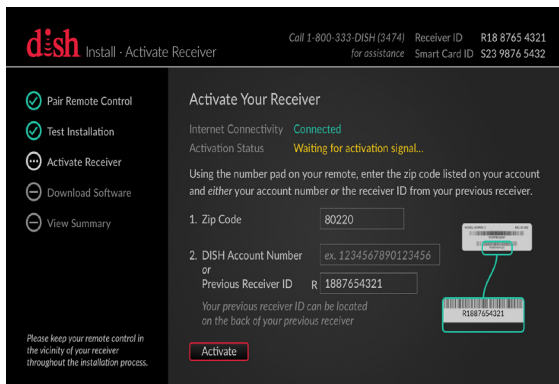 dish Install · Activate Receiver
Call 1-800-333-DISH (3474) Receiver ID R18 8765 4321
for assistance Smart Card ID S23 9876 5432
Pair Remote Control
Test Installation
Activate Receiver
Download Software
View Summary
Please keep your remote control in
the vicinity of your receiver
throughout the installation process.
Activate Your Receiver
Internet Connectivity Connected
Activation Status Waiting for activation signal...
Using the number pad on your remote, enter the zip code listed on your account
and either your account number or the receiver ID from your previous receiver.
1. Zip Code 80220
2. DISH Account Number ex. 1234567890123456
or
Previous Receiver ID R 1887654321
Your previous receiver ID can be located
on the back of your previous receiver
Activate
R1887654321